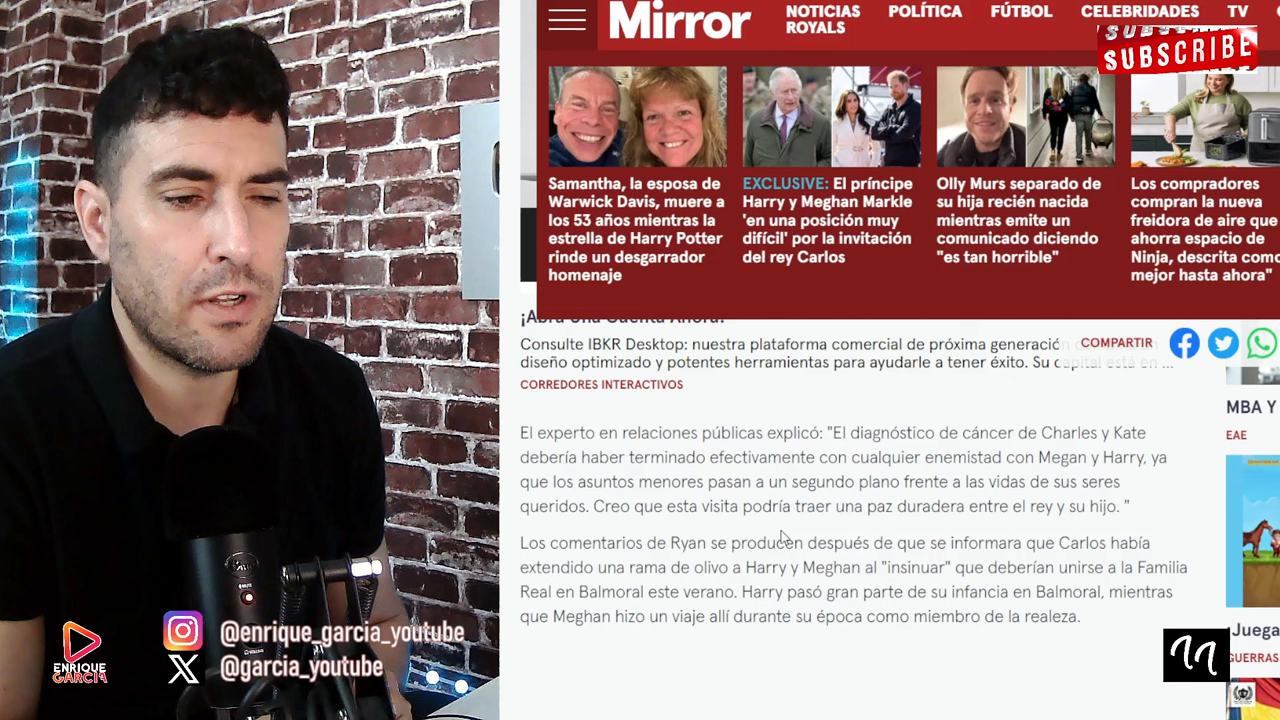 Mirror
NOTICIAS
ROYALS
POLÍTICA
FÚTBOL
CELEBRIDADES
TV
SUBSCRIBE
SUBSCRIBE
Samantha, la esposa de
Warwick Davis, muere a
los 53 años mientras la
estrella de Harry Potter
rinde un desgarrador
homenaje
EXCLUSIVE: El príncipe
Harry y Meghan Markle
'en una posición muy
difícil' por la invitación
del rey Carlos
Olly Murs separado de
su hija recién nacida
mientras emite un
comunicado diciendo
"es tan horrible"
Los compradores
compran la nueva
freidora de aire que
ahorra espacio de
Ninja, descrita como
mejor hasta ahora"
¡Abra Una Cuenta Ahora!
Consulte IBKR Desktop: nuestra plataforma comercial de próxima generación
diseño optimizado y potentes herramientas para ayudarle a tener éxito. Su capital está en ...
CORREDORES INTERACTIVOS
COMPARTIR
El experto en relaciones públicas explicó: "El diagnóstico de cáncer de Charles y Kate
debería haber terminado efectivamente con cualquier enemistad con Megan y Harry, ya
que los asuntos menores pasan a un segundo plano frente a las vidas de sus seres
queridos. Creo que esta visita podría traer una paz duradera entre el rey y su hijo. "
Los comentarios de Ryan se producen después de que se informara que Carlos había
extendido una rama de olivo a Harry y Meghan al "insinuar" que deberían unirse a la Familia
Real en Balmoral este verano. Harry pasó gran parte de su infancia en Balmoral, mientras
que Meghan hizo un viaje allí durante su época como miembro de la realeza.
MBA Y
EAE
¡Juega
GUERRAS
ENRIQUE
GARCIA
@enrique_garcia_youtube
@garcia_youtube